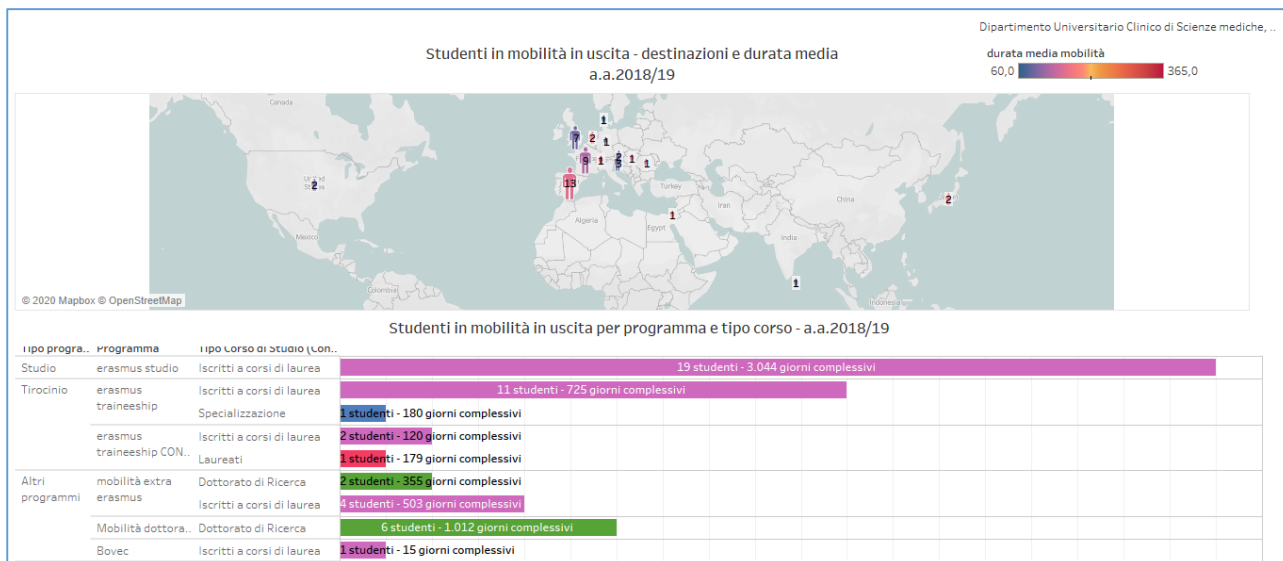 Dipartimento Universitario Clinico di Scienze mediche, ..
Studenti in mobilità in uscita - destinazioni e durata media
a.a.2018/19
durata media mobilità
60,0 365,0
Canada
United States
Mexico
Colombia
Algeria
Egypt
Turkey
Iran
India
China
Indonesia
1
7
2
1
9
1
2
3
1
1
13
2
1
2
1
© 2020 Mapbox © OpenStreetMap
Studenti in mobilità in uscita per programma e tipo corso - a.a.2018/19
Tipo progra.. Programma Tipo Corso di Studio (Con..
Studio erasmus studio Iscritti a corsi di laurea 19 studenti - 3.044 giorni complessivi
Tirocinio erasmus traineeship Iscritti a corsi di laurea 11 studenti - 725 giorni complessivi
Specializzazione 1 studenti - 180 giorni complessivi
erasmus traineeship CON.. Iscritti a corsi di laurea 2 studenti - 120 giorni complessivi
Laureati 1 studenti - 179 giorni complessivi
Altri programmi mobilità extra erasmus Dottorato di Ricerca 2 studenti - 355 giorni complessivi
Iscritti a corsi di laurea 4 studenti - 503 giorni complessivi
Mobilità dottora.. Dottorato di Ricerca 6 studenti - 1.012 giorni complessivi
Bovec Iscritti a corsi di laurea 1 studenti - 15 giorni complessivi